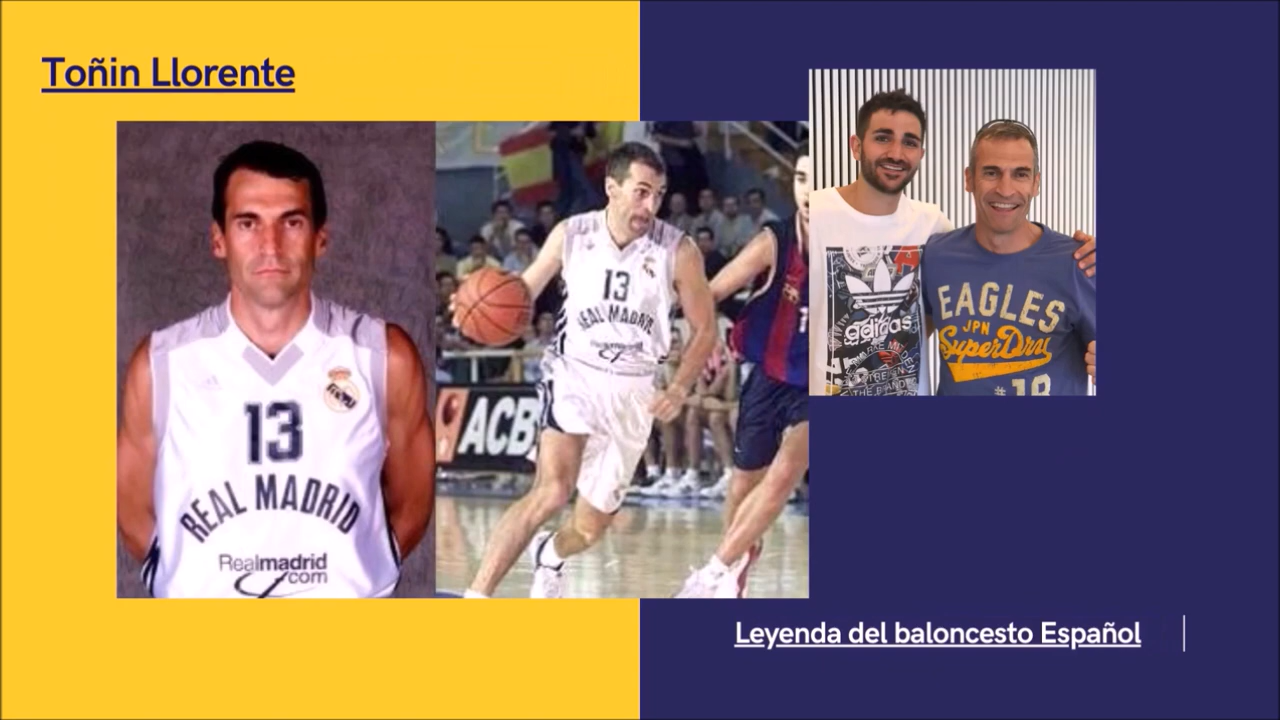 Toñin Llorente
13
REAL MADRID
Realmadrid
.com
13
REAL MADRID
ACB
adidas
EAGLES
JPN
SuperDry
#18
Leyenda del baloncesto Español